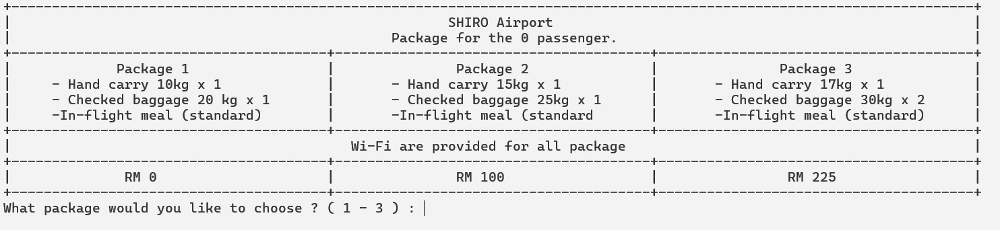 SHIRO Airport
Package for the 0 passenger.
Package 1 Package 2 Package 3
- Hand carry 10kg x 1 - Hand carry 15kg x 1 - Hand carry 17kg x 1
- Checked baggage 20 kg x 1 - Checked baggage 25kg x 1 - Checked baggage 30kg x 2
-In-flight meal (standard) -In-flight meal (standard -In-flight meal (standard)
Wi-Fi are provided for all package
RM 0 RM 100 RM 225
What package would you like to choose ? ( 1 - 3 ) :